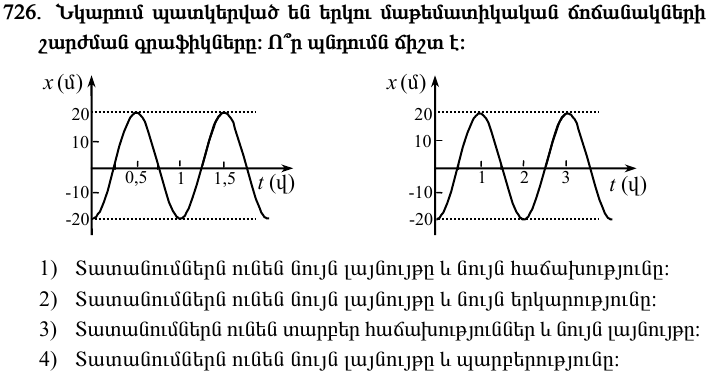 726. Նկարում պատկերված են երկու մաթեմատիկական ճոճանակների
շարժման գրաֆիկները: Ո՞ր պնդումն ճիշտ է:
x (մ)
20
10
-10
-20
0,5
1
1,5
t (վ)
x (մ)
20
10
-10
-20
1
2
3
t (վ)
1) Տատանումներն ունեն նույն լայնույթը և նույն հաճախությունը:
2) Տատանումներն ունեն նույն լայնույթը և նույն երկարությունը:
3) Տատանումներն ունեն տարբեր հաճախություններ և նույն լայնույթը:
4) Տատանումներն ունեն նույն լայնույթը և պարբերությունը: